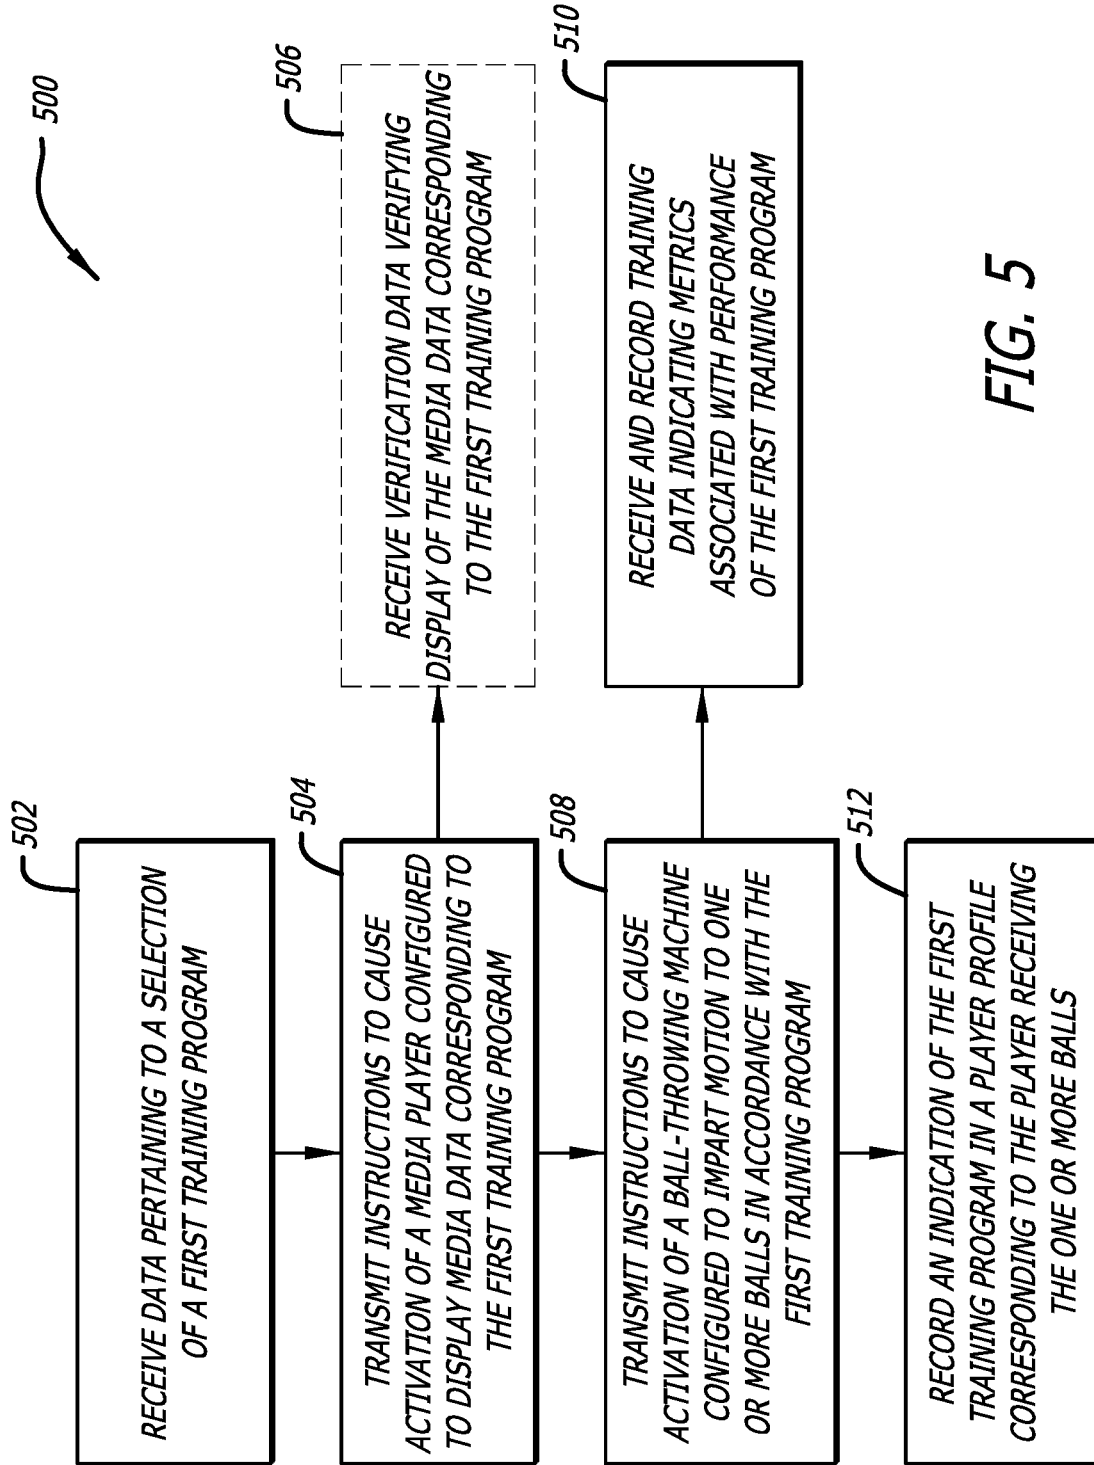 500
502
RECEIVE DATA PERTAINING TO A SELECTION
OF A FIRST TRAINING PROGRAM
504
TRANSMIT INSTRUCTIONS TO CAUSE
ACTIVATION OF A MEDIA PLAYER CONFIGURED
TO DISPLAY MEDIA DATA CORRESPONDING TO
THE FIRST TRAINING PROGRAM
506
RECEIVE VERIFICATION DATA VERIFYING
DISPLAY OF THE MEDIA DATA CORRESPONDING
TO THE FIRST TRAINING PROGRAM
508
TRANSMIT INSTRUCTIONS TO CAUSE
ACTIVATION OF A BALL-THROWING MACHINE
CONFIGURED TO IMPART MOTION TO ONE
OR MORE BALLS IN ACCORDANCE WITH THE
FIRST TRAINING PROGRAM
510
RECEIVE AND RECORD TRAINING
DATA INDICATING METRICS
ASSOCIATED WITH PERFORMANCE
OF THE FIRST TRAINING PROGRAM
512
RECORD AN INDICATION OF THE FIRST
TRAINING PROGRAM IN A PLAYER PROFILE
CORRESPONDING TO THE PLAYER RECEIVING
THE ONE OR MORE BALLS
FIG. 5